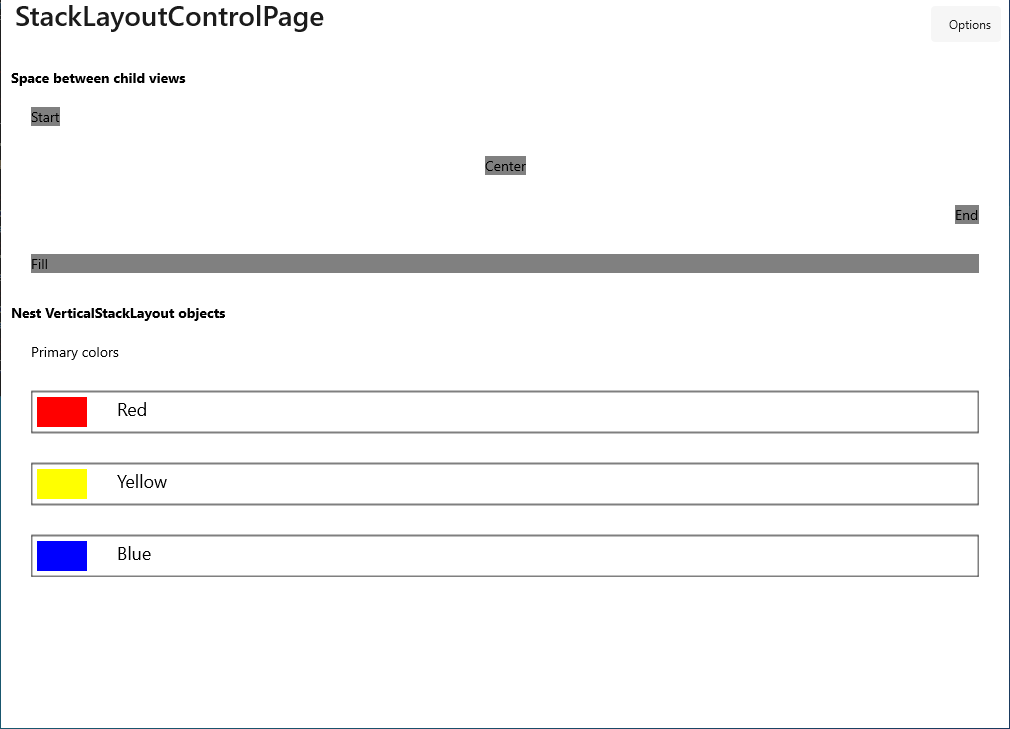 StackLayoutControlPage
Options
Space between child views
Start
Center
End
Fill
Nest VerticalStackLayout objects
Primary colors
Red
Yellow
Blue